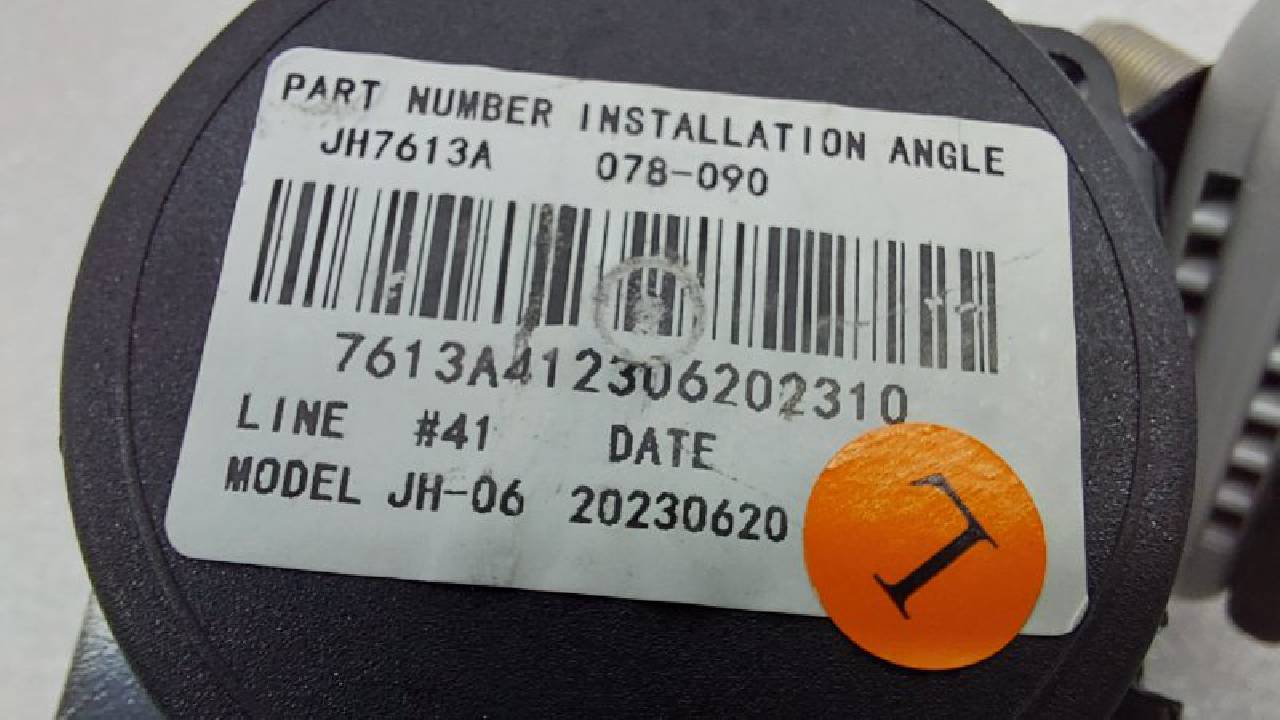 PART NUMBER INSTALLATION ANGLE
JH7613A 078-090
7613A412306202310
LINE #41 DATE
MODEL JH-06 20230620
L